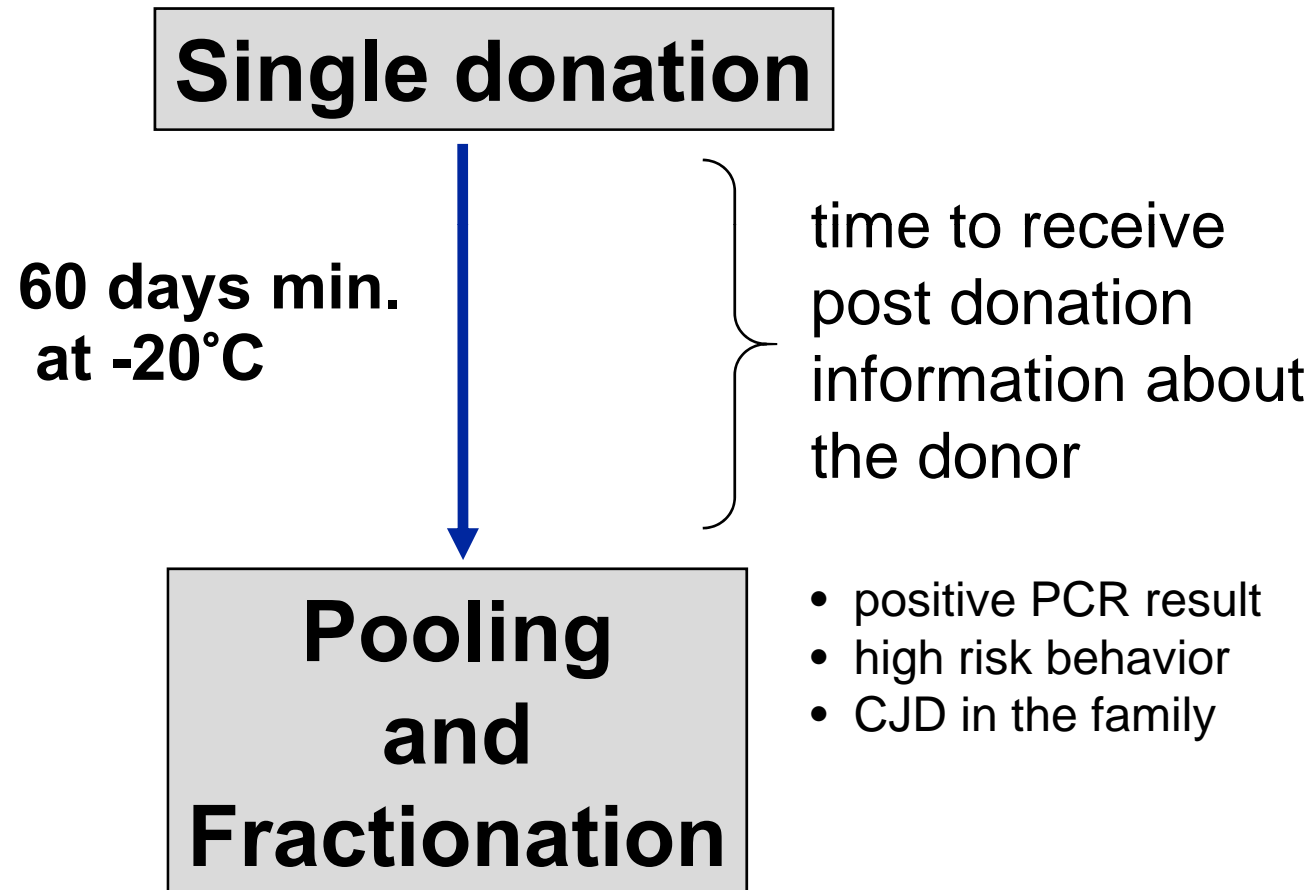 Single donation
60 days min.
at -20°C
time to receive
post donation
information about
the donor
Pooling
and
Fractionation
• positive PCR result
• high risk behavior
• CJD in the family